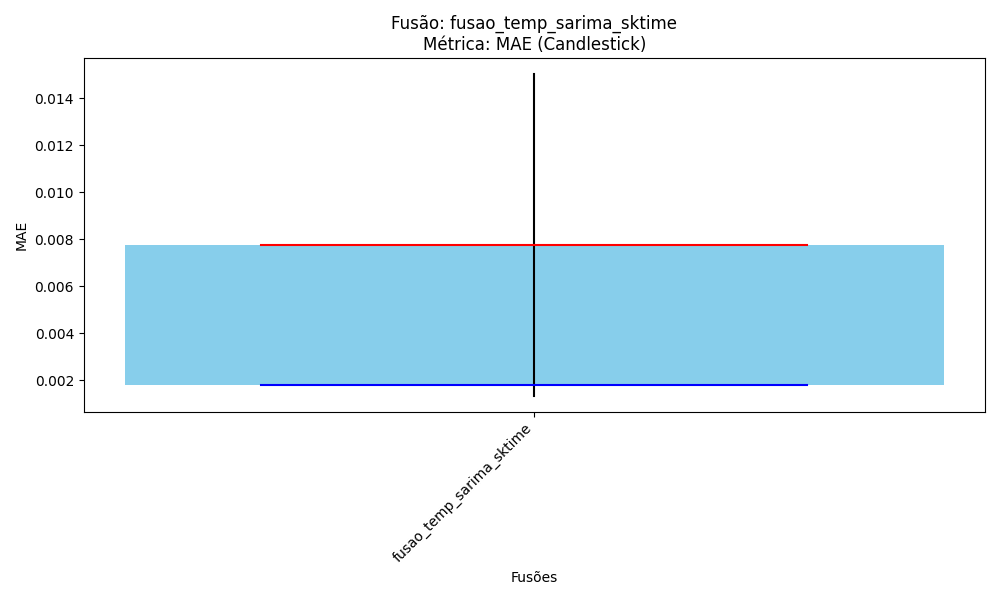 Fusão: fusao_temp_sarima_sktime
Métrica: MAE (Candlestick)
0.014
0.012
0.010
0.008
0.006
0.004
0.002
MAE
fusao_temp_sarima_sktime
Fusões